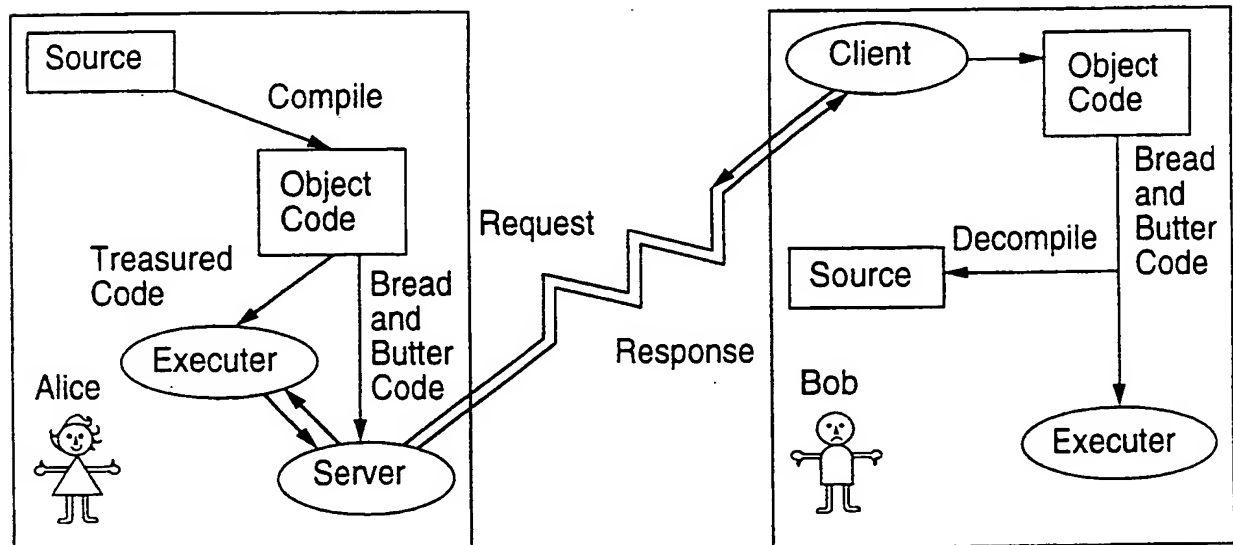 Source
Compile
Object
Code
Treasured
Code
Bread
and
Butter
Code
Executer
Alice
Server
Request
Response
Client
Object
Code
Bread
and
Butter
Code
Decompile
Source
Bob
Executer